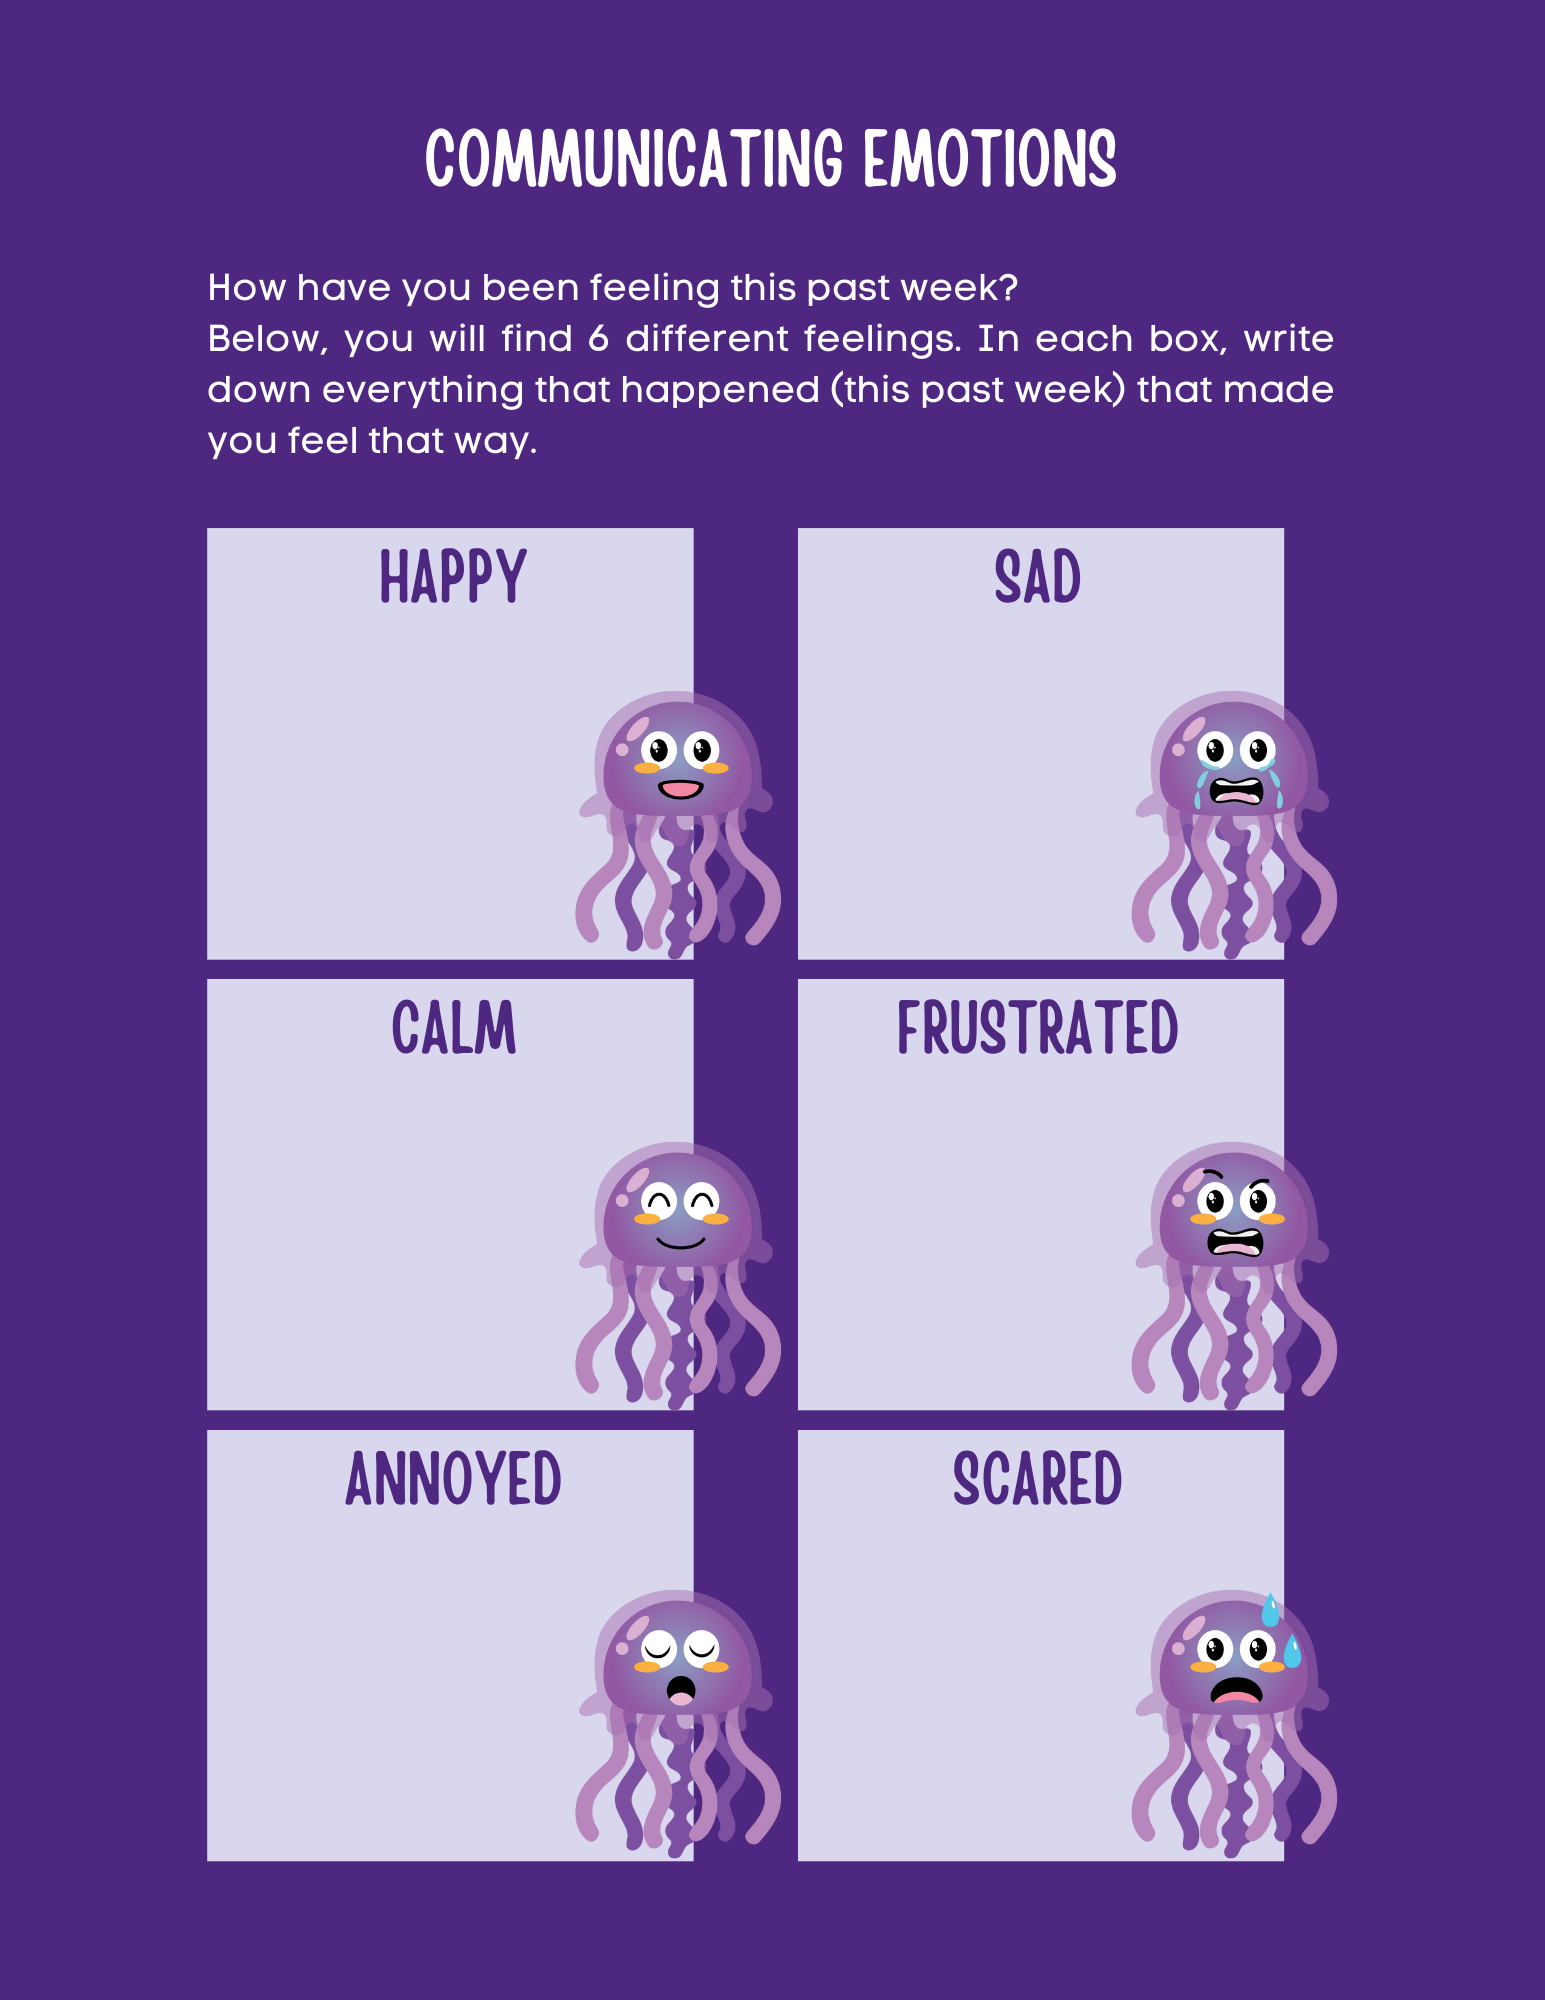 COMMUNICATING EMOTIONS
How have you been feeling this past week?
Below, you will find 6 different feelings. In each box, write
down everything that happened (this past week) that made
you feel that way.
HAPPY
SAD
CALM
FRUSTRATED
ANNOYED
SCARED